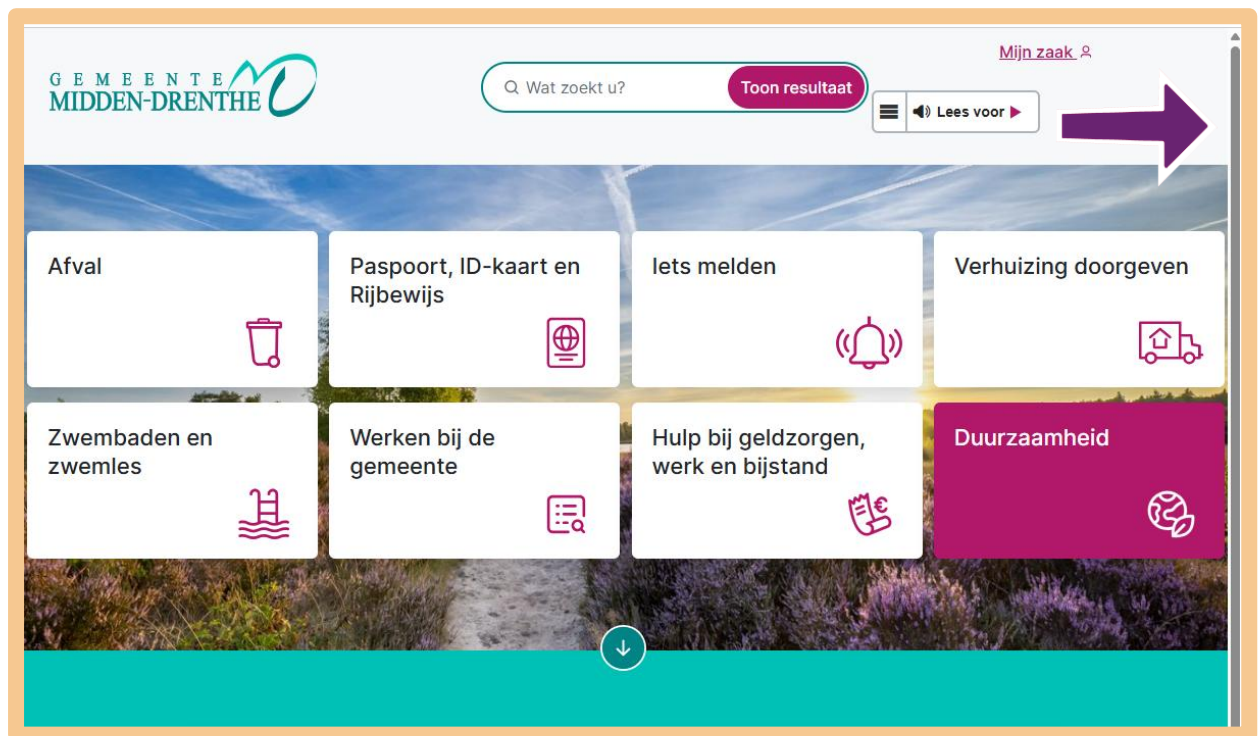 Mijn zaak
GEMEENTE
MIDDEN-DRENTHE
Wat zoekt u?
Toon resultaat
Lees voor
Afval
Paspoort, ID-kaart en
Rijbewijs
Iets melden
Verhuizing doorgeven
Zwembaden en
zwemles
Werken bij de
gemeente
Hulp bij geldzorgen,
werk en bijstand
Duurzaamheid